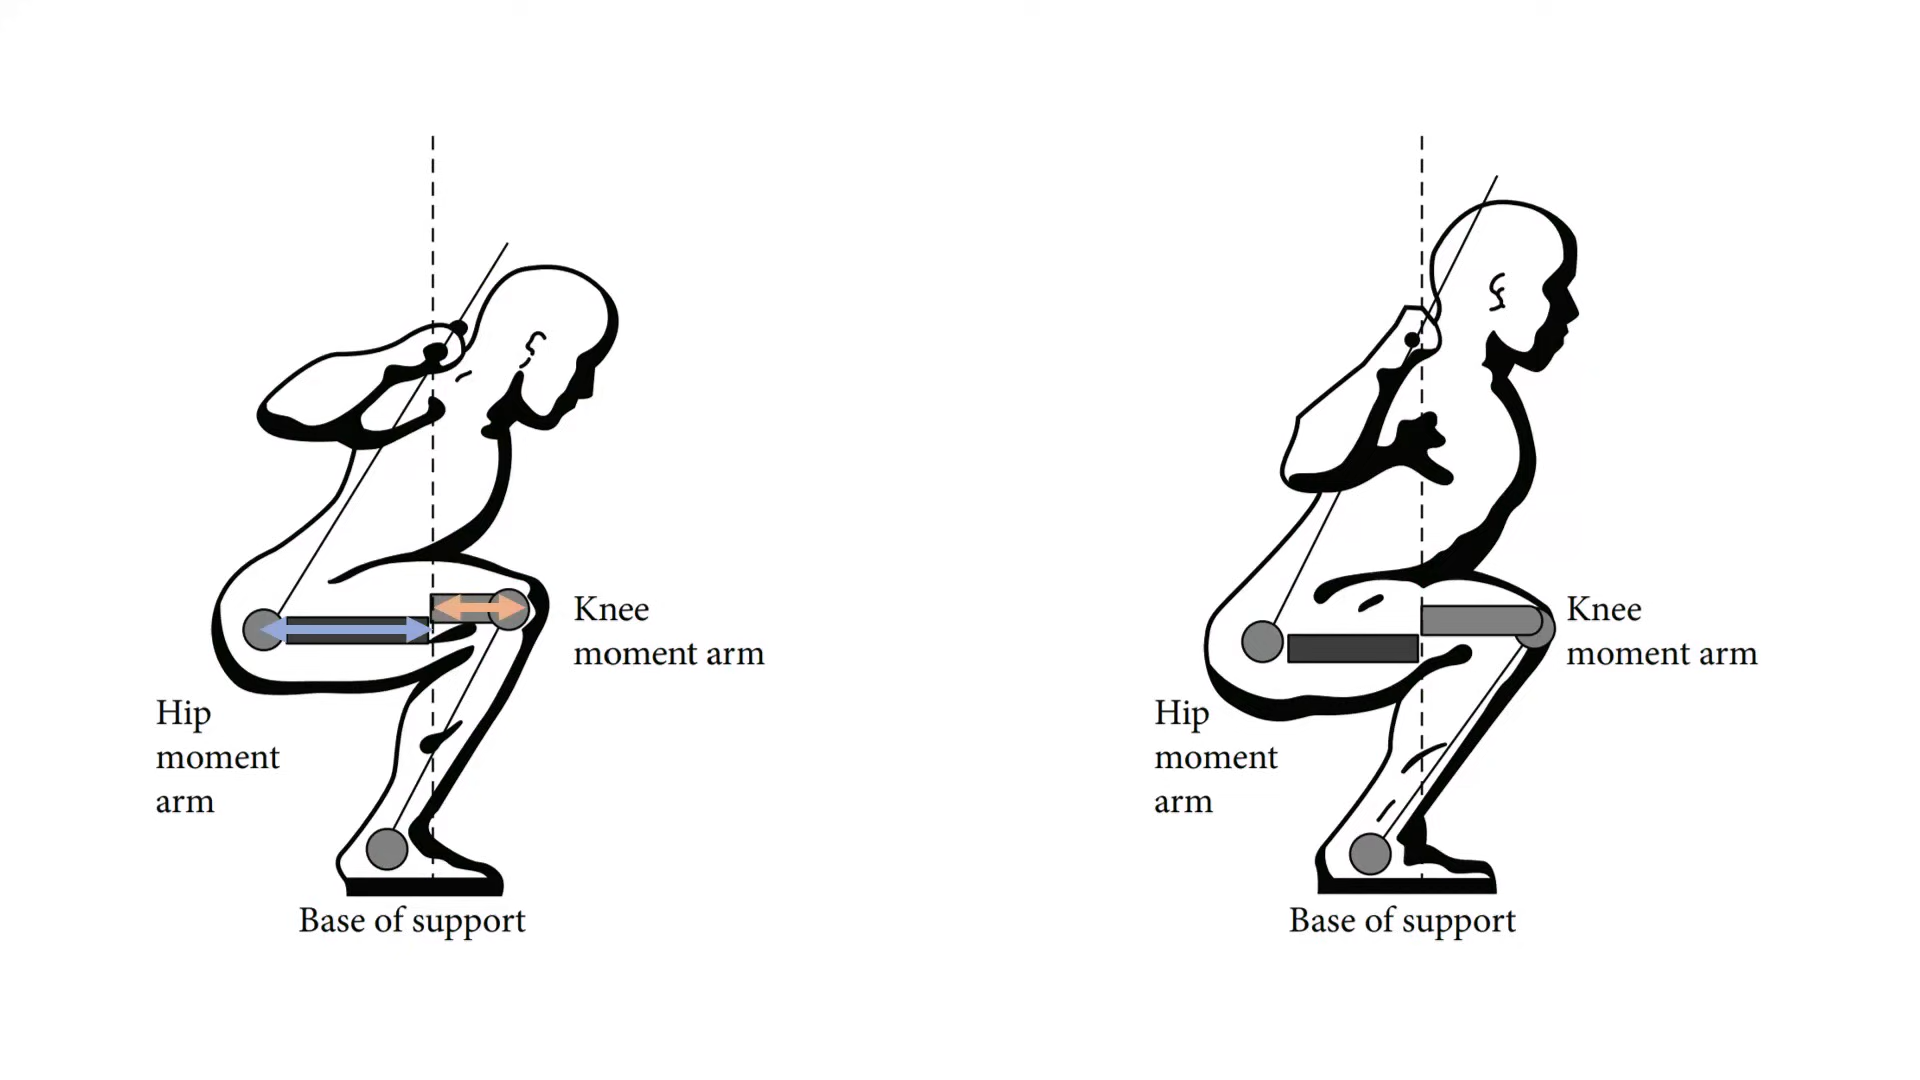 Knee
moment arm
Hip
moment
arm
Base of support
Knee
moment arm
Hip
moment
arm
Base of support